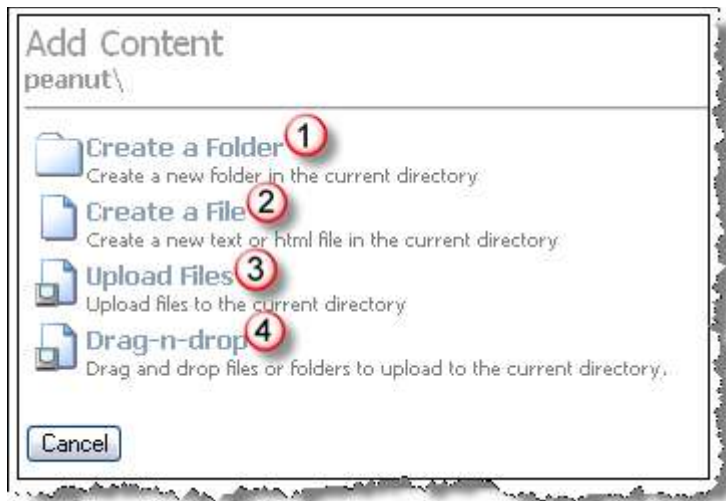 Add Content
peanut\
Create a Folder 1
Create a new folder in the current directory
Create a File 2
Create a new text or html file in the current directory
Upload Files 3
Upload files to the current directory
Drag-n-drop 4
Drag and drop files or folders to upload to the current directory.
Cancel